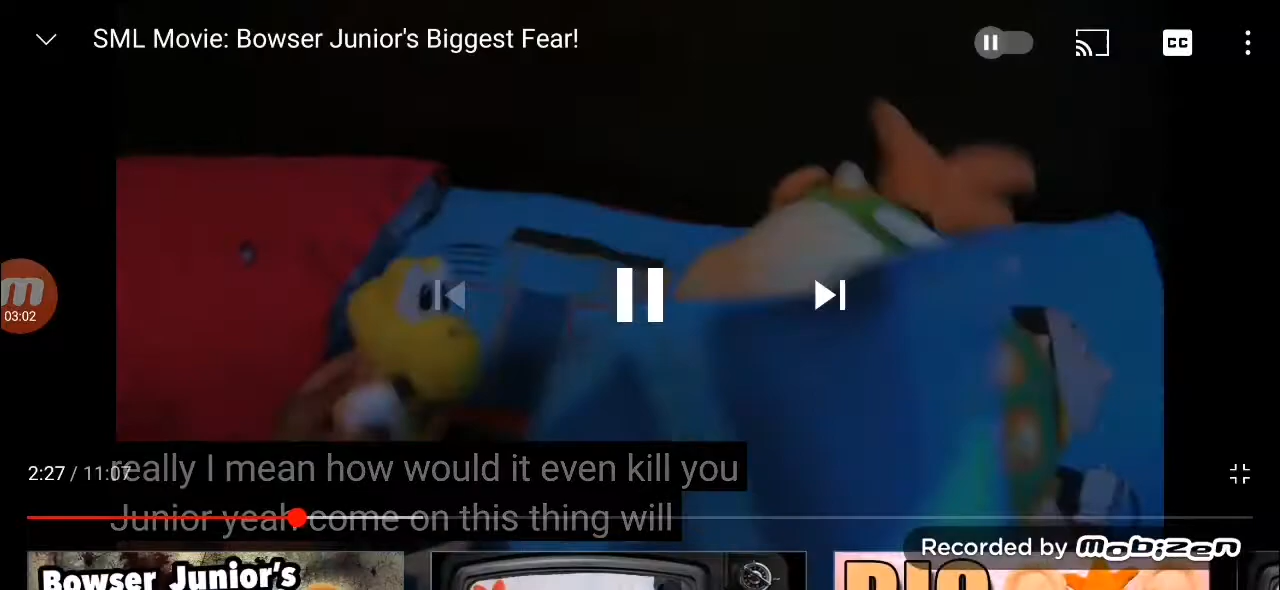 SML Movie: Bowser Junior's Biggest Fear!
CC
m
03:02
really I mean how would it even kill you
2:27 / 11:07
Junior yeah come on this thing will
Recorded by mobizen
Bowser Junior's